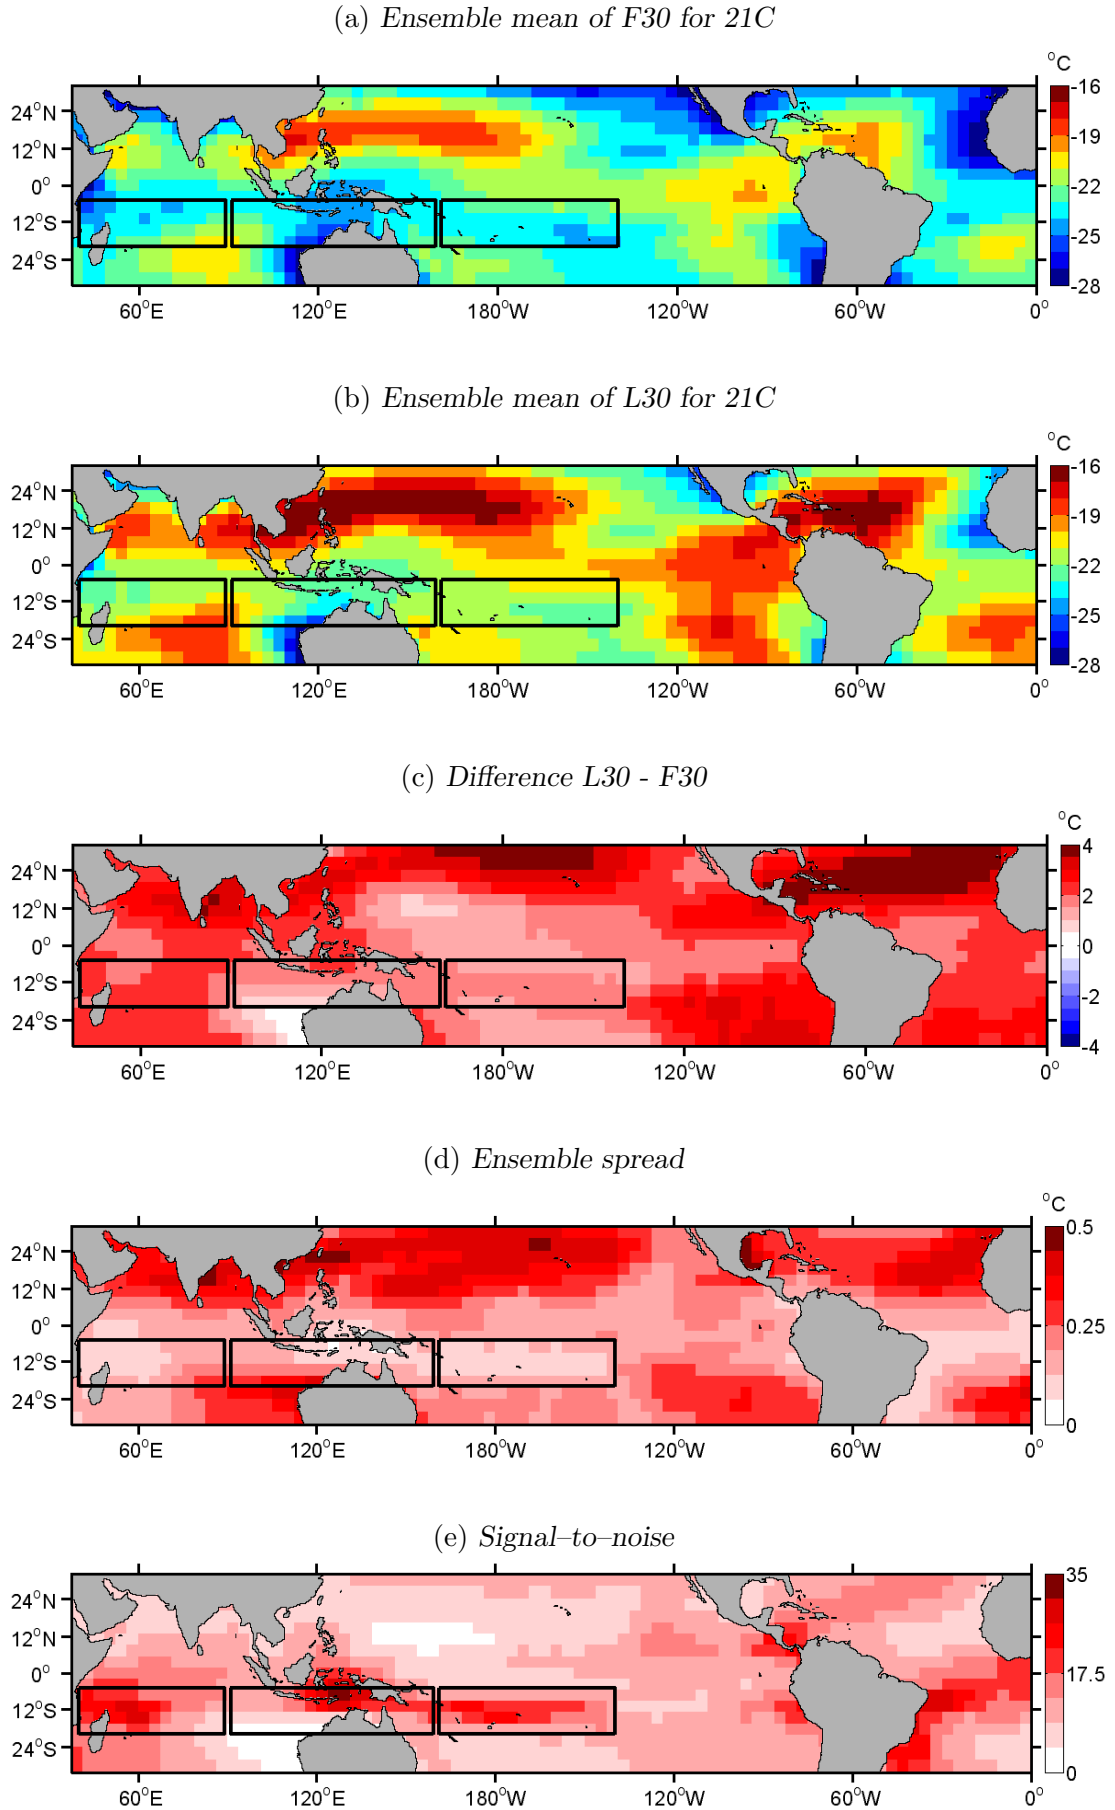 (a) Ensemble mean of F30 for 21C
°C
24°N
12°N
0°
12°S
24°S
60°E
120°E
180°W
120°W
60°W
0°
-16
-19
-22
-25
-28
(b) Ensemble mean of L30 for 21C
°C
24°N
12°N
0°
12°S
24°S
60°E
120°E
180°W
120°W
60°W
0°
-16
-19
-22
-25
-28
(c) Difference L30 - F30
°C
24°N
12°N
0°
12°S
24°S
60°E
120°E
180°W
120°W
60°W
0°
4
2
0
-2
-4
(d) Ensemble spread
°C
24°N
12°N
0°
12°S
24°S
60°E
120°E
180°W
120°W
60°W
0°
0.5
0.25
0
(e) Signal–to–noise
24°N
12°N
0°
12°S
24°S
60°E
120°E
180°W
120°W
60°W
0°
35
17.5
0